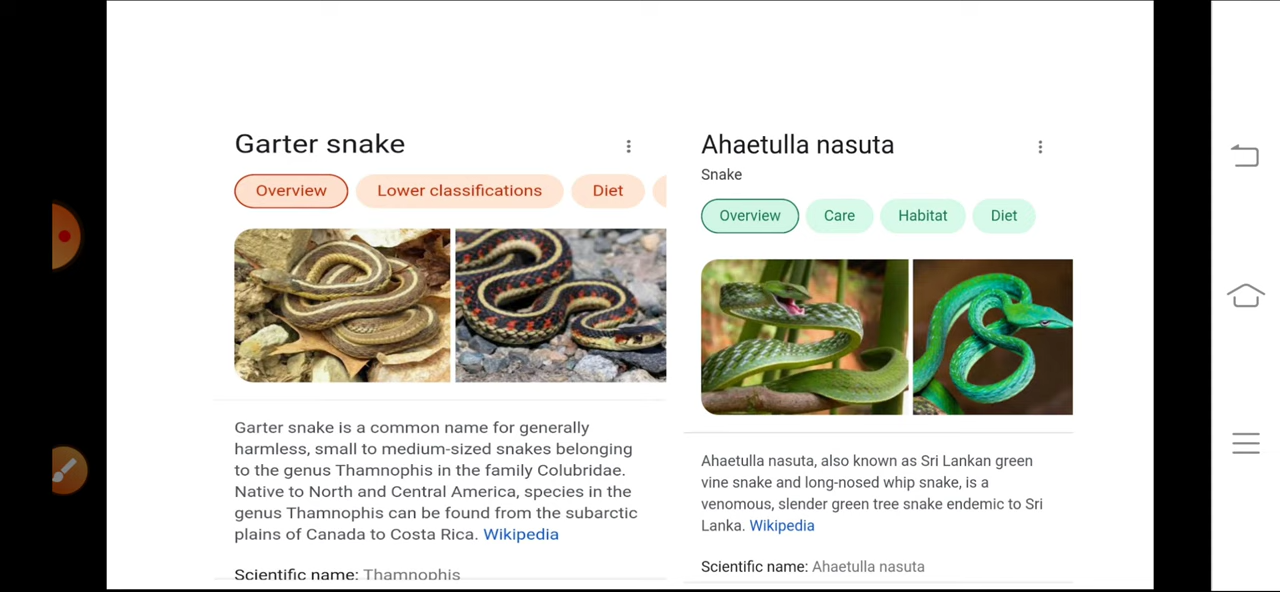 Garter snake
Overview
Lower classifications
Diet
Garter snake is a common name for generally
harmless, small to medium-sized snakes belonging
to the genus Thamnophis in the family Colubridae.
Native to North and Central America, species in the
genus Thamnophis can be found from the subarctic
plains of Canada to Costa Rica. Wikipedia
Scientific name: Thamnophis
Ahaetulla nasuta
Snake
Overview
Care
Habitat
Diet
Ahaetulla nasuta, also known as Sri Lankan green
vine snake and long-nosed whip snake, is a
venomous, slender green tree snake endemic to Sri
Lanka. Wikipedia
Scientific name: Ahaetulla nasuta